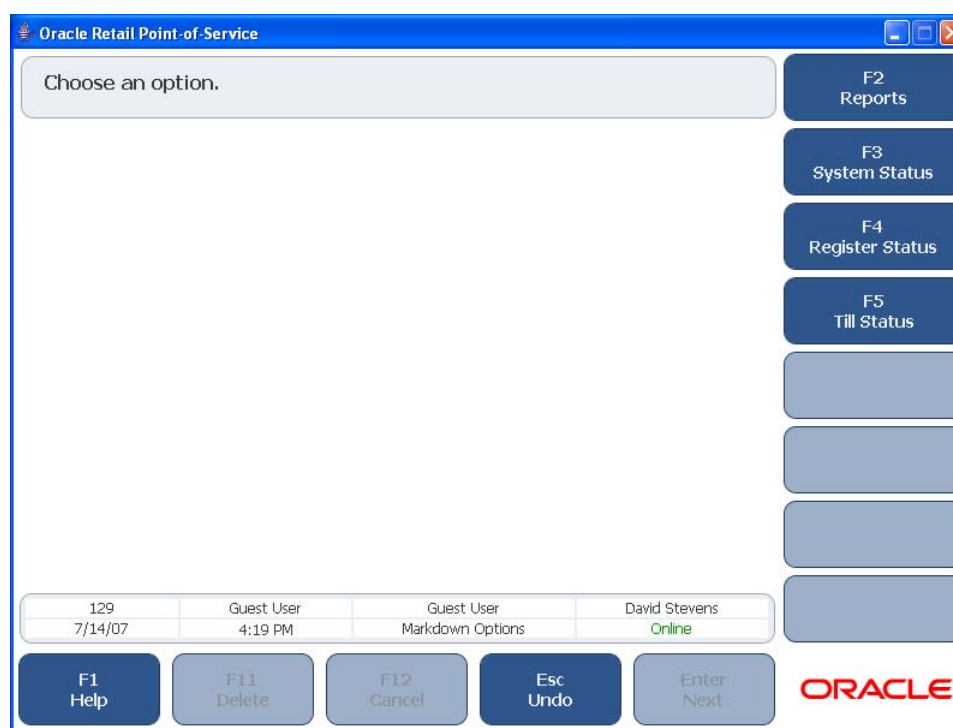 Oracle Retail Point-of-Service
Choose an option.
F2
Reports
F3
System Status
F4
Register Status
F5
Till Status
129 Guest User Guest User David Stevens
7/14/07 4:19 PM Markdown Options Online
F1
Help
F11
Delete
F12
Cancel
Esc
Undo
Enter
Next
ORACLE